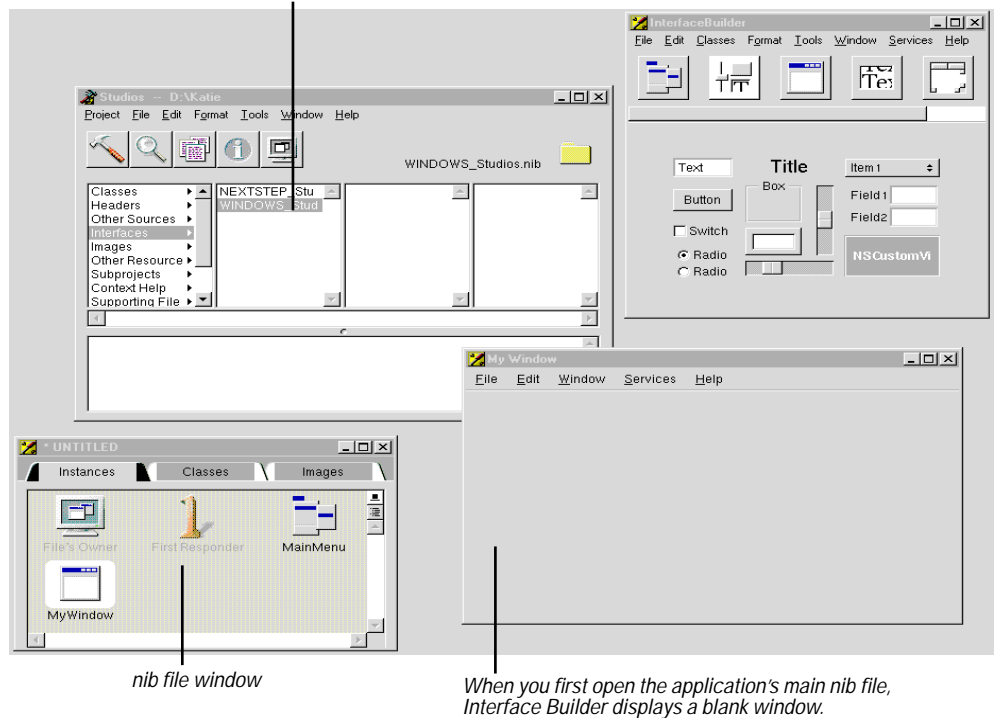 InterfaceBuilder
File Edit Classes Format Tools Window Services Help
Studios — D:\Katie
Project File Edit Format Tools Window Help
WINDOWS_Studios.nib
Classes
Headers
Other Sources
Interfaces
Images
Other Resource
Subprojects
Context Help
Supporting File
NEXTSTEP_Stu
WINDOWS_Stud
Text
Title
Item1
Button
Box
Field1
Field2
Switch
Radio
Radio
NSCustomVi
My Window
File Edit Window Services Help
* UNTITLED
Instances Classes Images
File's Owner First Responder MainMenu
MyWindow
nib file window
When you first open the application's main nib file,
Interface Builder displays a blank window.